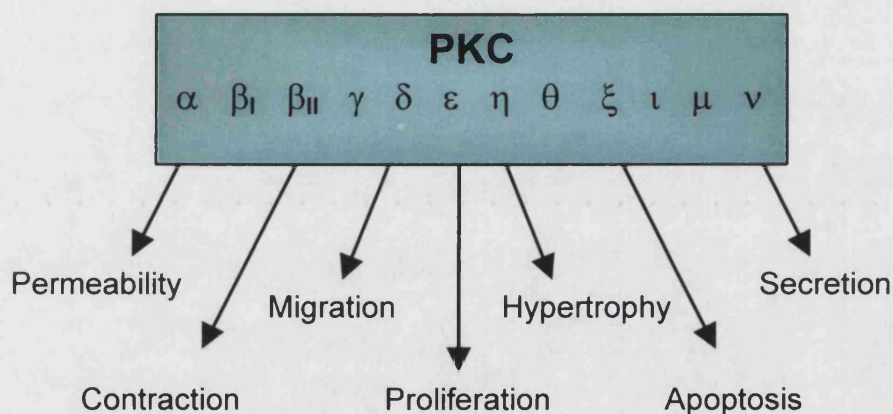 PKC
α βI βII γ δ ε η θ ξ ι μ ν
Permeability
Migration
Hypertrophy
Secretion
Contraction
Proliferation
Apoptosis